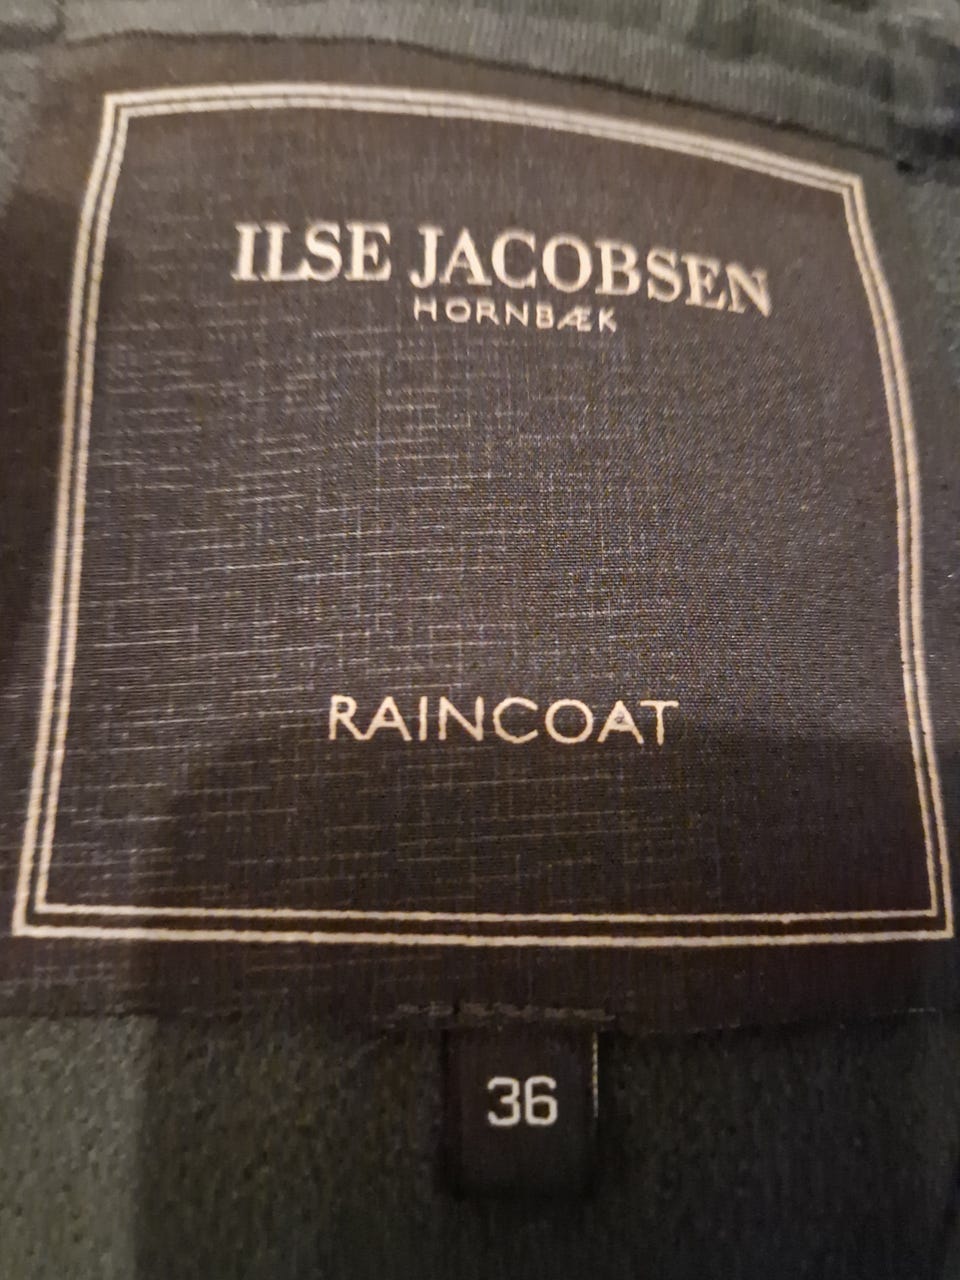 ILSE JACOBSEN
HORNBÆK
RAINCOAT
36